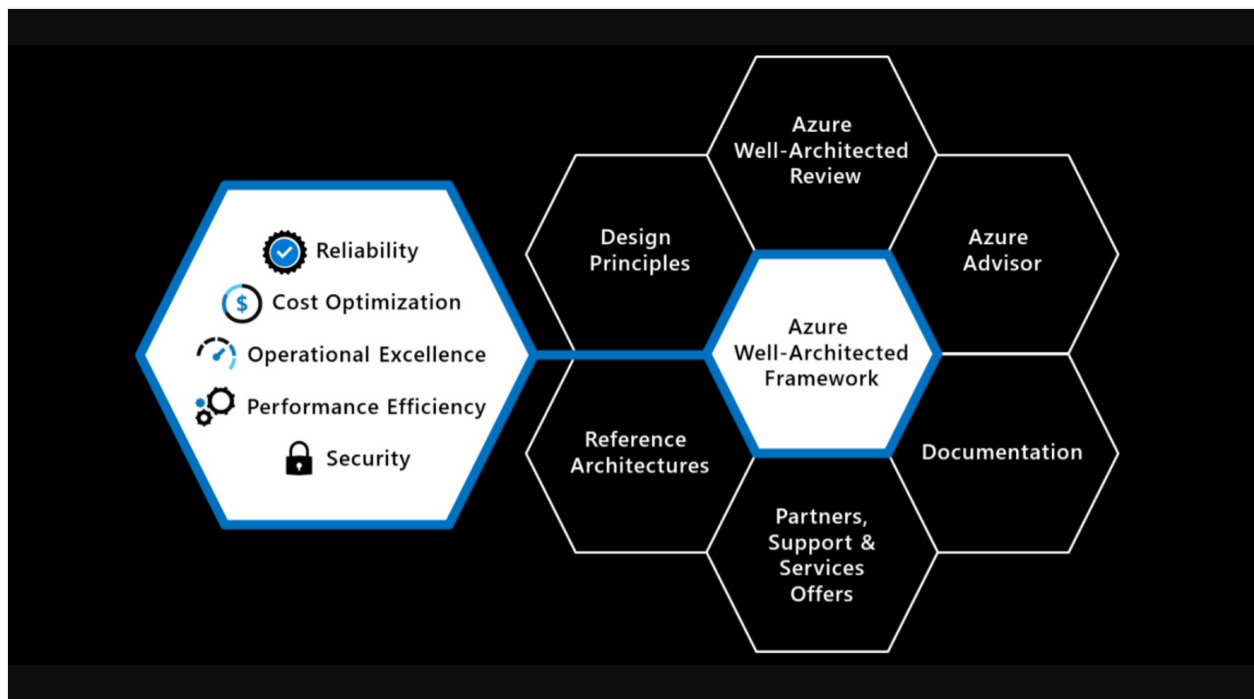 Reliability
$
Cost Optimization
Operational Excellence
Performance Efficiency
Security
Azure
Well-Architected
Review
Design
Principles
Azure
Advisor
Azure
Well-Architected
Framework
Reference
Architectures
Documentation
Partners,
Support &
Services
Offers